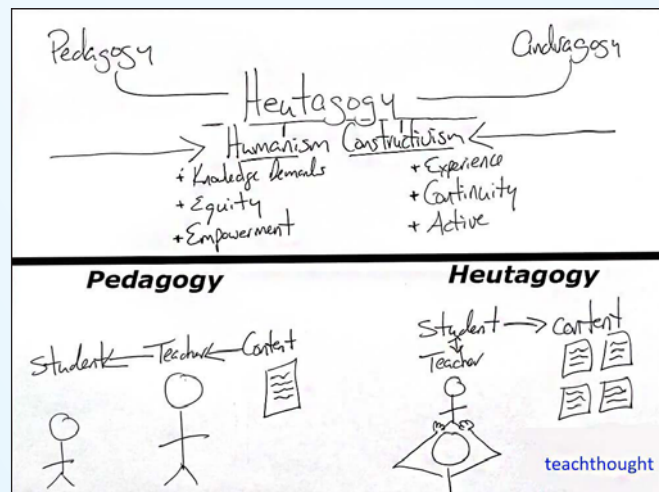 Pedagogy
andragogy
Heutagogy
Humanism Constructivism
+ Knowledge demands
+ Equity
+ Empowerment
+ Experience
+ Continuity
+ Active
Pedagogy
Student Teacher Content
Heutagogy
Student content
Teacher
teachthought